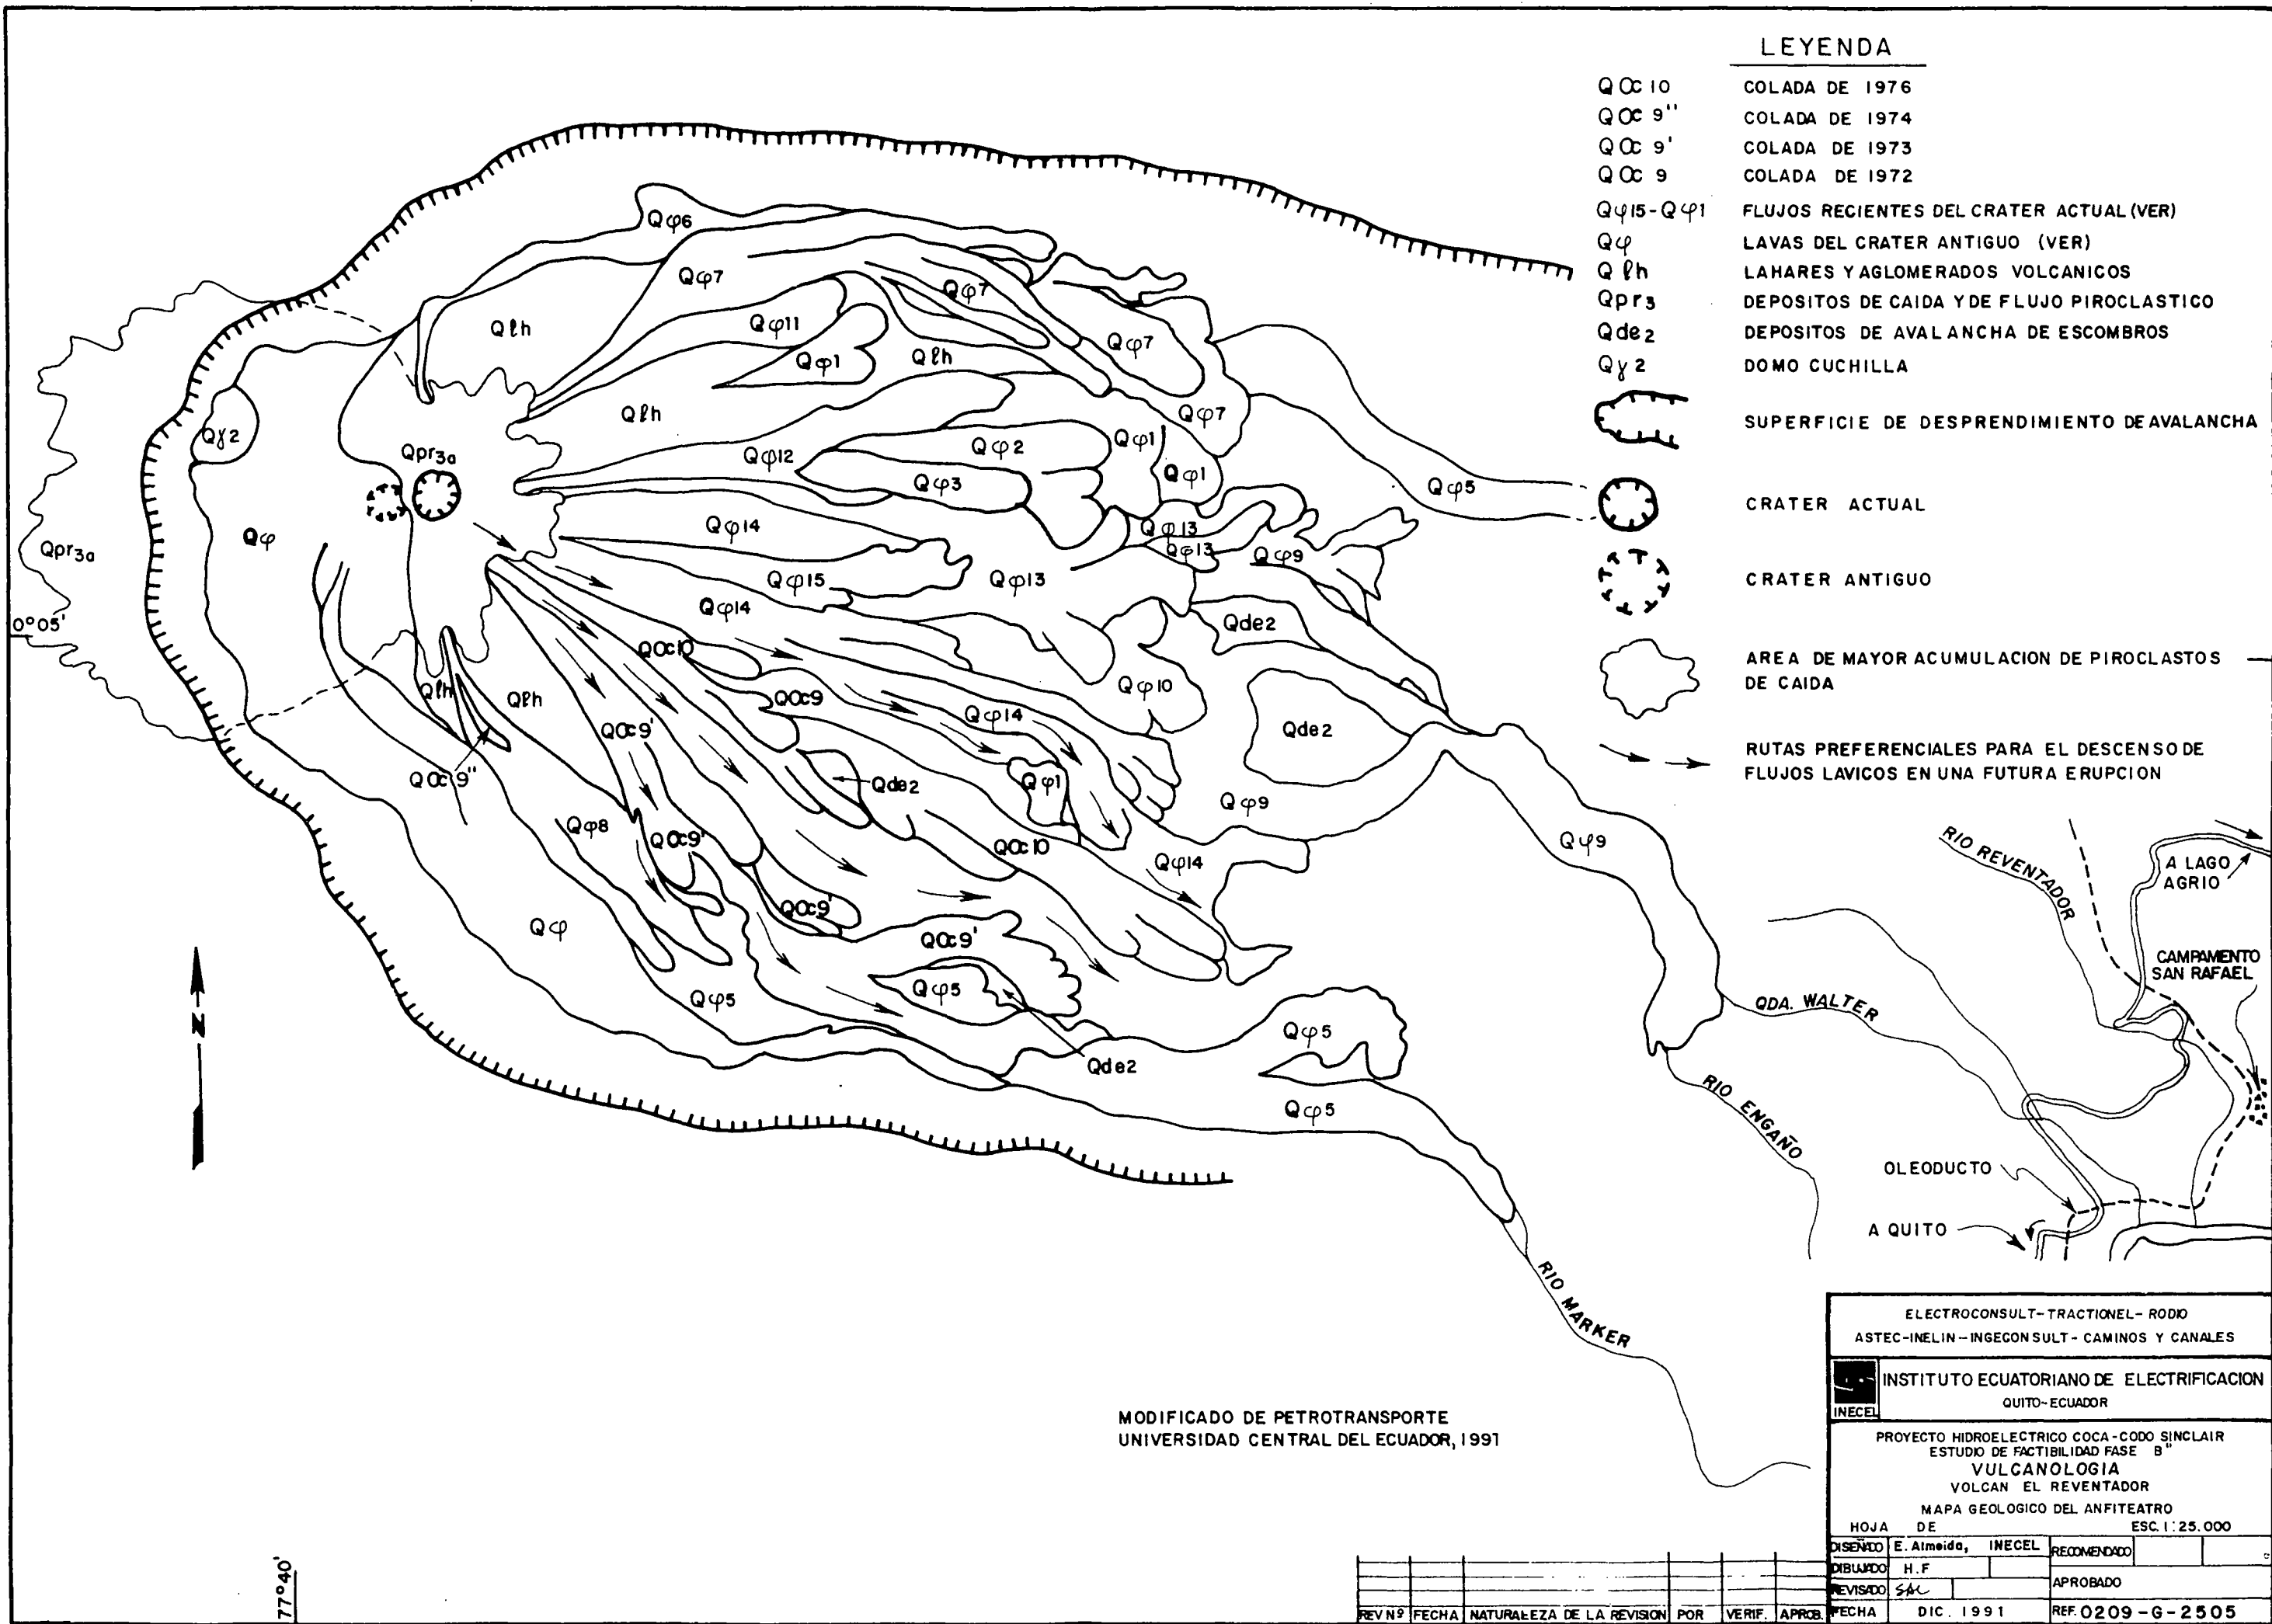 LEYENDA
QOc10 COLADA DE 1976
QOc 9'' COLADA DE 1974
QOc 9' COLADA DE 1973
QOc 9 COLADA DE 1972
Qφ15-Qφ1 FLUJOS RECIENTES DEL CRATER ACTUAL (VER)
Qφ LAVAS DEL CRATER ANTIGUO (VER)
Qlh LAHARES Y AGLOMERADOS VOLCANICOS
Qpr3 DEPOSITOS DE CAIDA Y DE FLUJO PIROCLASTICO
Qde2 DEPOSITOS DE AVALANCHA DE ESCOMBROS
Qγ2 DOMO CUCHILLA
SUPERFICIE DE DESPRENDIMIENTO DE AVALANCHA
CRATER ACTUAL
CRATER ANTIGUO
AREA DE MAYOR ACUMULACION DE PIROCLASTOS
DE CAIDA
RUTAS PREFERENCIALES PARA EL DESCENSO DE
FLUJOS LAVICOS EN UNA FUTURA ERUPCION
Qφ6
Qφ7
Qφ7
Qlh
Qφ11
Qφ1
Qlh
Qφ7
Qlh
Qφ7
Qγ2
Qpr3a
Qφ12
Qφ2
Qφ1
Qφ1
Qφ3
Qφ5
Qφ
Qpr3a
Qφ14
Qφ13
Qφ13
Qφ9
Qφ15
Qφ13
Qφ14
0°05'
Qde2
QOc10
Qlh
Qlh
QOc9
Qφ10
Qφ14
QOc9'
Qde2
QOc9''
Qde2
Qφ1
Qφ9
Qφ8
QOc9'
QOc10
Qφ14
Qφ9
QOc9'
Qφ
QOc9'
Qφ5
Qφ5
Qφ5
Qde2
Qφ5
N
RIO REVENTADOR
A LAGO
AGRIO
CAMPAMENTO
SAN RAFAEL
QDA. WALTER
RIO ENGAÑO
OLEODUCTO
A QUITO
RIO MARKER
MODIFICADO DE PETROTRANSPORTE
UNIVERSIDAD CENTRAL DEL ECUADOR, 1991
77°40'
ELECTROCONSULT-TRACTIONEL-RODIO
ASTEC-INELIN-INGECONSULT-CAMINOS Y CANALES
INECEL
INSTITUTO ECUATORIANO DE ELECTRIFICACION
QUITO-ECUADOR
PROYECTO HIDROELECTRICO COCA-CODO SINCLAIR
ESTUDIO DE FACTIBILIDAD FASE B"
VULCANOLOGIA
VOLCAN EL REVENTADOR
MAPA GEOLOGICO DEL ANFITEATRO
HOJA DE ESC. 1:25.000
DISEÑADO E. Almeida, INECEL RECOMENDADO
DIBUJADO H.F
REVISADO SAL APROBADO
FECHA DIC. 1991 REF. 0209-G-2505
REV Nº FECHA NATURALEZA DE LA REVISION POR VERIF. APROB.